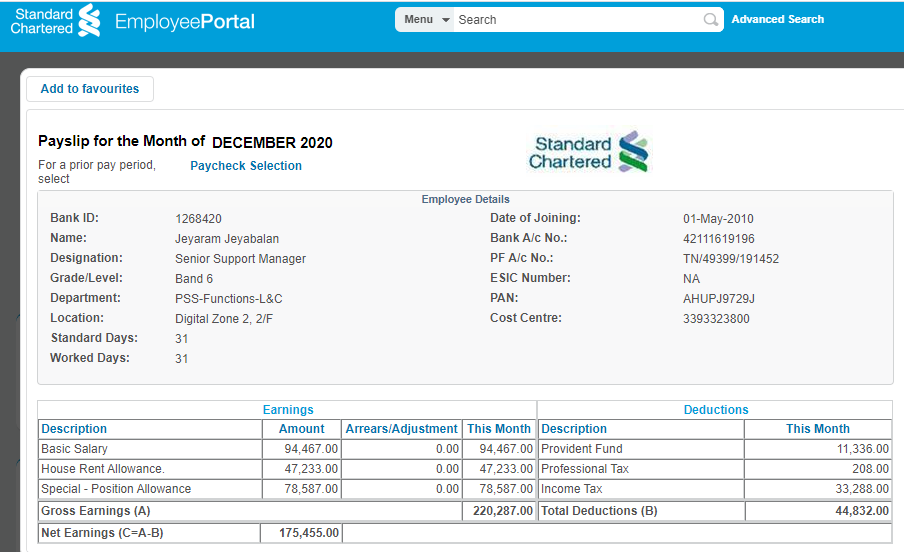 Standard Chartered EmployeePortal Menu Search Advanced Search
Add to favourites
Payslip for the Month of DECEMBER 2020
Standard Chartered
For a prior pay period, select Paycheck Selection
Employee Details
Bank ID: 1268420 Date of Joining: 01-May-2010
Name: Jeyaram Jeyabalan Bank A/c No.: 42111619196
Designation: Senior Support Manager PF A/c No.: TN/49399/191452
Grade/Level: Band 6 ESIC Number: NA
Department: PSS-Functions-L&C PAN: AHUPJ9729J
Location: Digital Zone 2, 2/F Cost Centre: 3393323800
Standard Days: 31
Worked Days: 31
Earnings Deductions
Description Amount Arrears/Adjustment This Month Description This Month
Basic Salary 94,467.00 0.00 94,467.00 Provident Fund 11,336.00
House Rent Allowance. 47,233.00 0.00 47,233.00 Professional Tax 208.00
Special - Position Allowance 78,587.00 0.00 78,587.00 Income Tax 33,288.00
Gross Earnings (A) 220,287.00 Total Deductions (B) 44,832.00
Net Earnings (C=A-B) 175,455.00